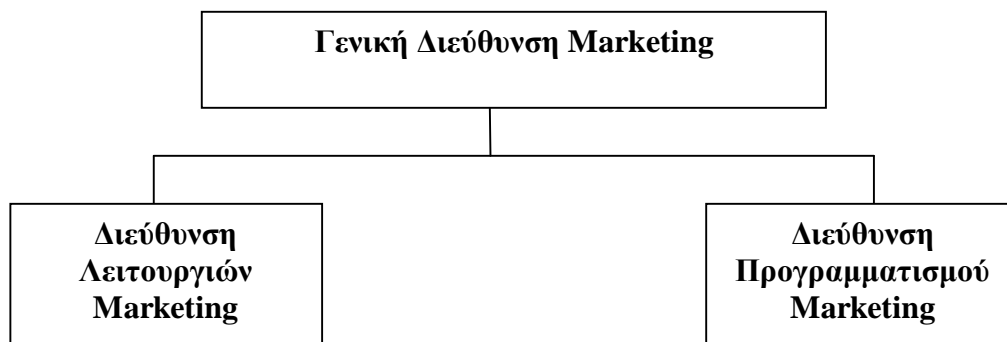 Γενική Διεύθυνση Marketing
Διεύθυνση
Λειτουργιών
Marketing
Διεύθυνση
Προγραμματισμού
Marketing